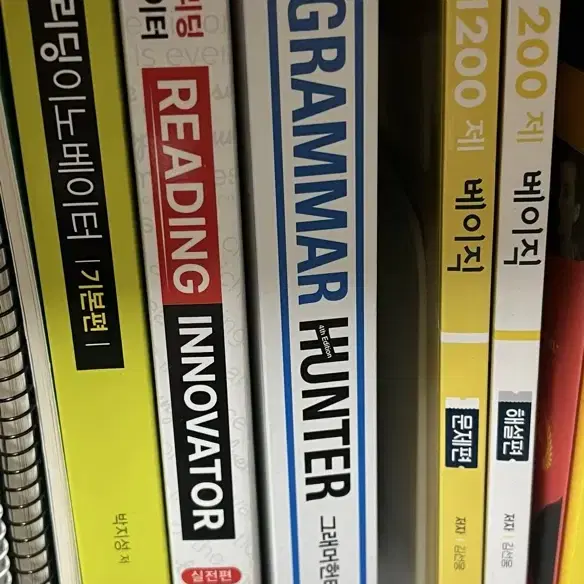 리딩이노베이터 | 기본편 |
박지성 저
리딩
이터
READING INNOVATOR
실전편
GRAMMAR HUNTER
4th Edition
그래머헌터
1200 제 베이직
문제편
저자 | 김선웅
200 제 베이직
해설편
저자 | 김선웅